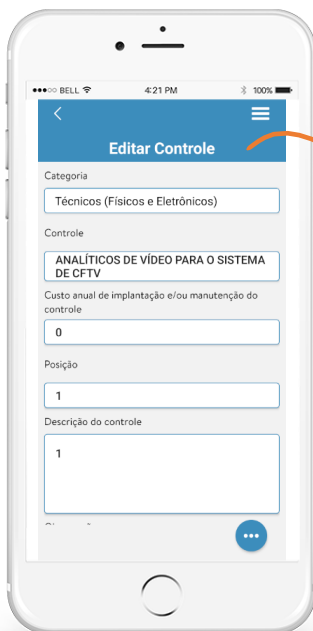 BELL 4:21 PM 100%
Editar Controle
Categoria
Técnicos (Físicos e Eletrônicos)
Controle
ANALÍTICOS DE VÍDEO PARA O SISTEMA
DE CFTV
Custo anual de implantação e/ou manutenção do
controle
0
Posição
1
Descrição do controle
1